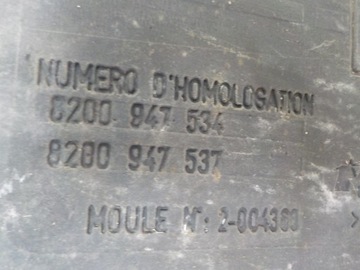 NUMERO D'HOMOLOGATION
8200 947 534
8200 947 537
MOULE N°: 2-004383